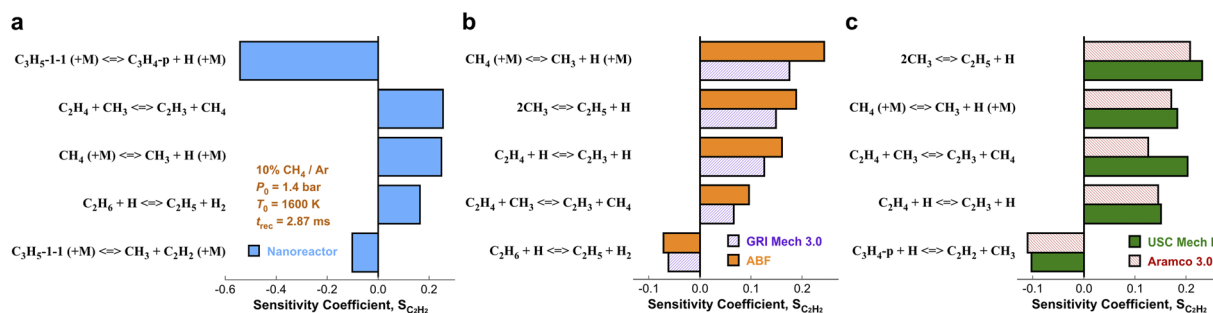 a
C₃H₅-1-1 (+M) <=> C₃H₄-p + H (+M)
C₂H₄ + CH₃ <=> C₂H₃ + CH₄
CH₄ (+M) <=> CH₃ + H (+M)
C₂H₆ + H <=> C₂H₅ + H₂
C₃H₅-1-1 (+M) <=> CH₃ + C₂H₂ (+M)
10% CH₄ / Ar
P₀ = 1.4 bar
T₀ = 1600 K
t_rec = 2.87 ms
Nanoreactor
-0.6 -0.4 -0.2 0.0 0.2
Sensitivity Coefficient, S_C₂H₂
b
CH₄ (+M) <=> CH₃ + H (+M)
2CH₃ <=> C₂H₅ + H
C₂H₄ + H <=> C₂H₃ + H
C₂H₄ + CH₃ <=> C₂H₃ + CH₄
C₂H₆ + H <=> C₂H₅ + H₂
GRI Mech 3.0
ABF
-0.1 0.0 0.1 0.2
Sensitivity Coefficient, S_C₂H₂
c
2CH₃ <=> C₂H₅ + H
CH₄ (+M) <=> CH₃ + H (+M)
C₂H₄ + CH₃ <=> C₂H₃ + CH₄
C₂H₄ + H <=> C₂H₃ + H
C₃H₄-p + H <=> C₂H₂ + CH₃
USC Mech
Aramco 3.0
-0.1 0.0 0.1 0.2
Sensitivity Coefficient, S_C₂H₂